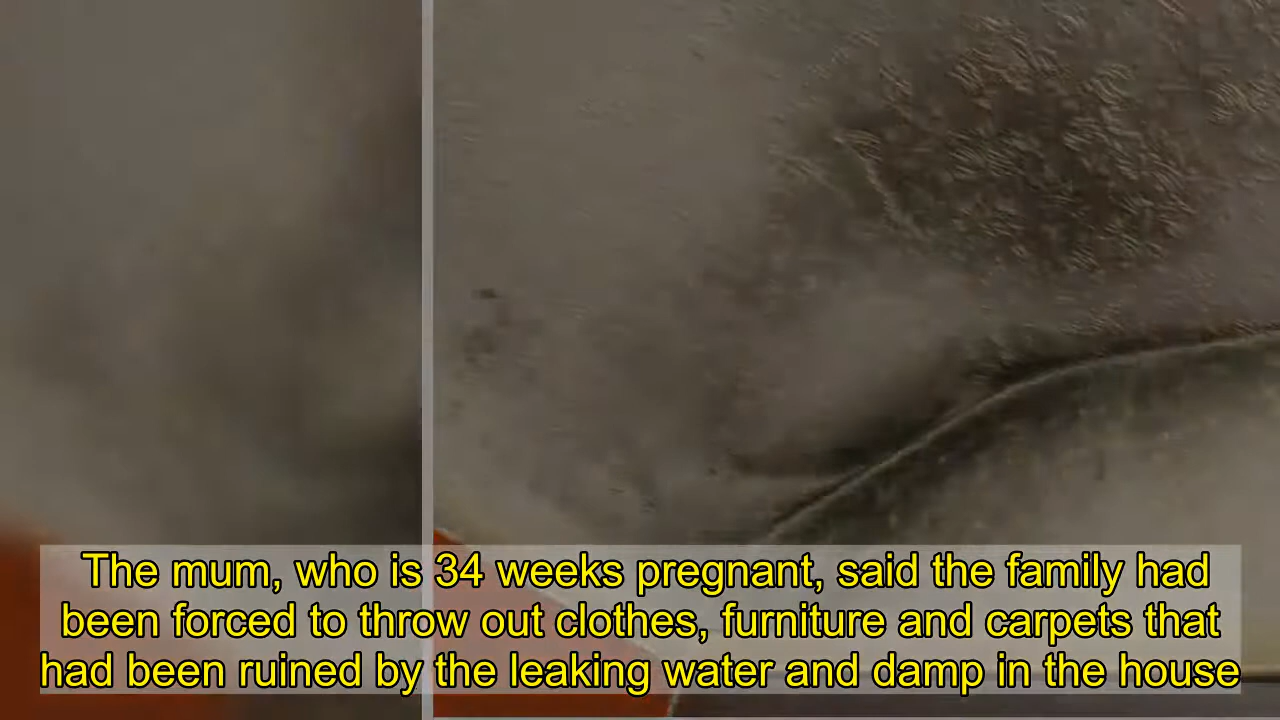 The mum, who is 34 weeks pregnant, said the family had
been forced to throw out clothes, furniture and carpets that
had been ruined by the leaking water and damp in the house